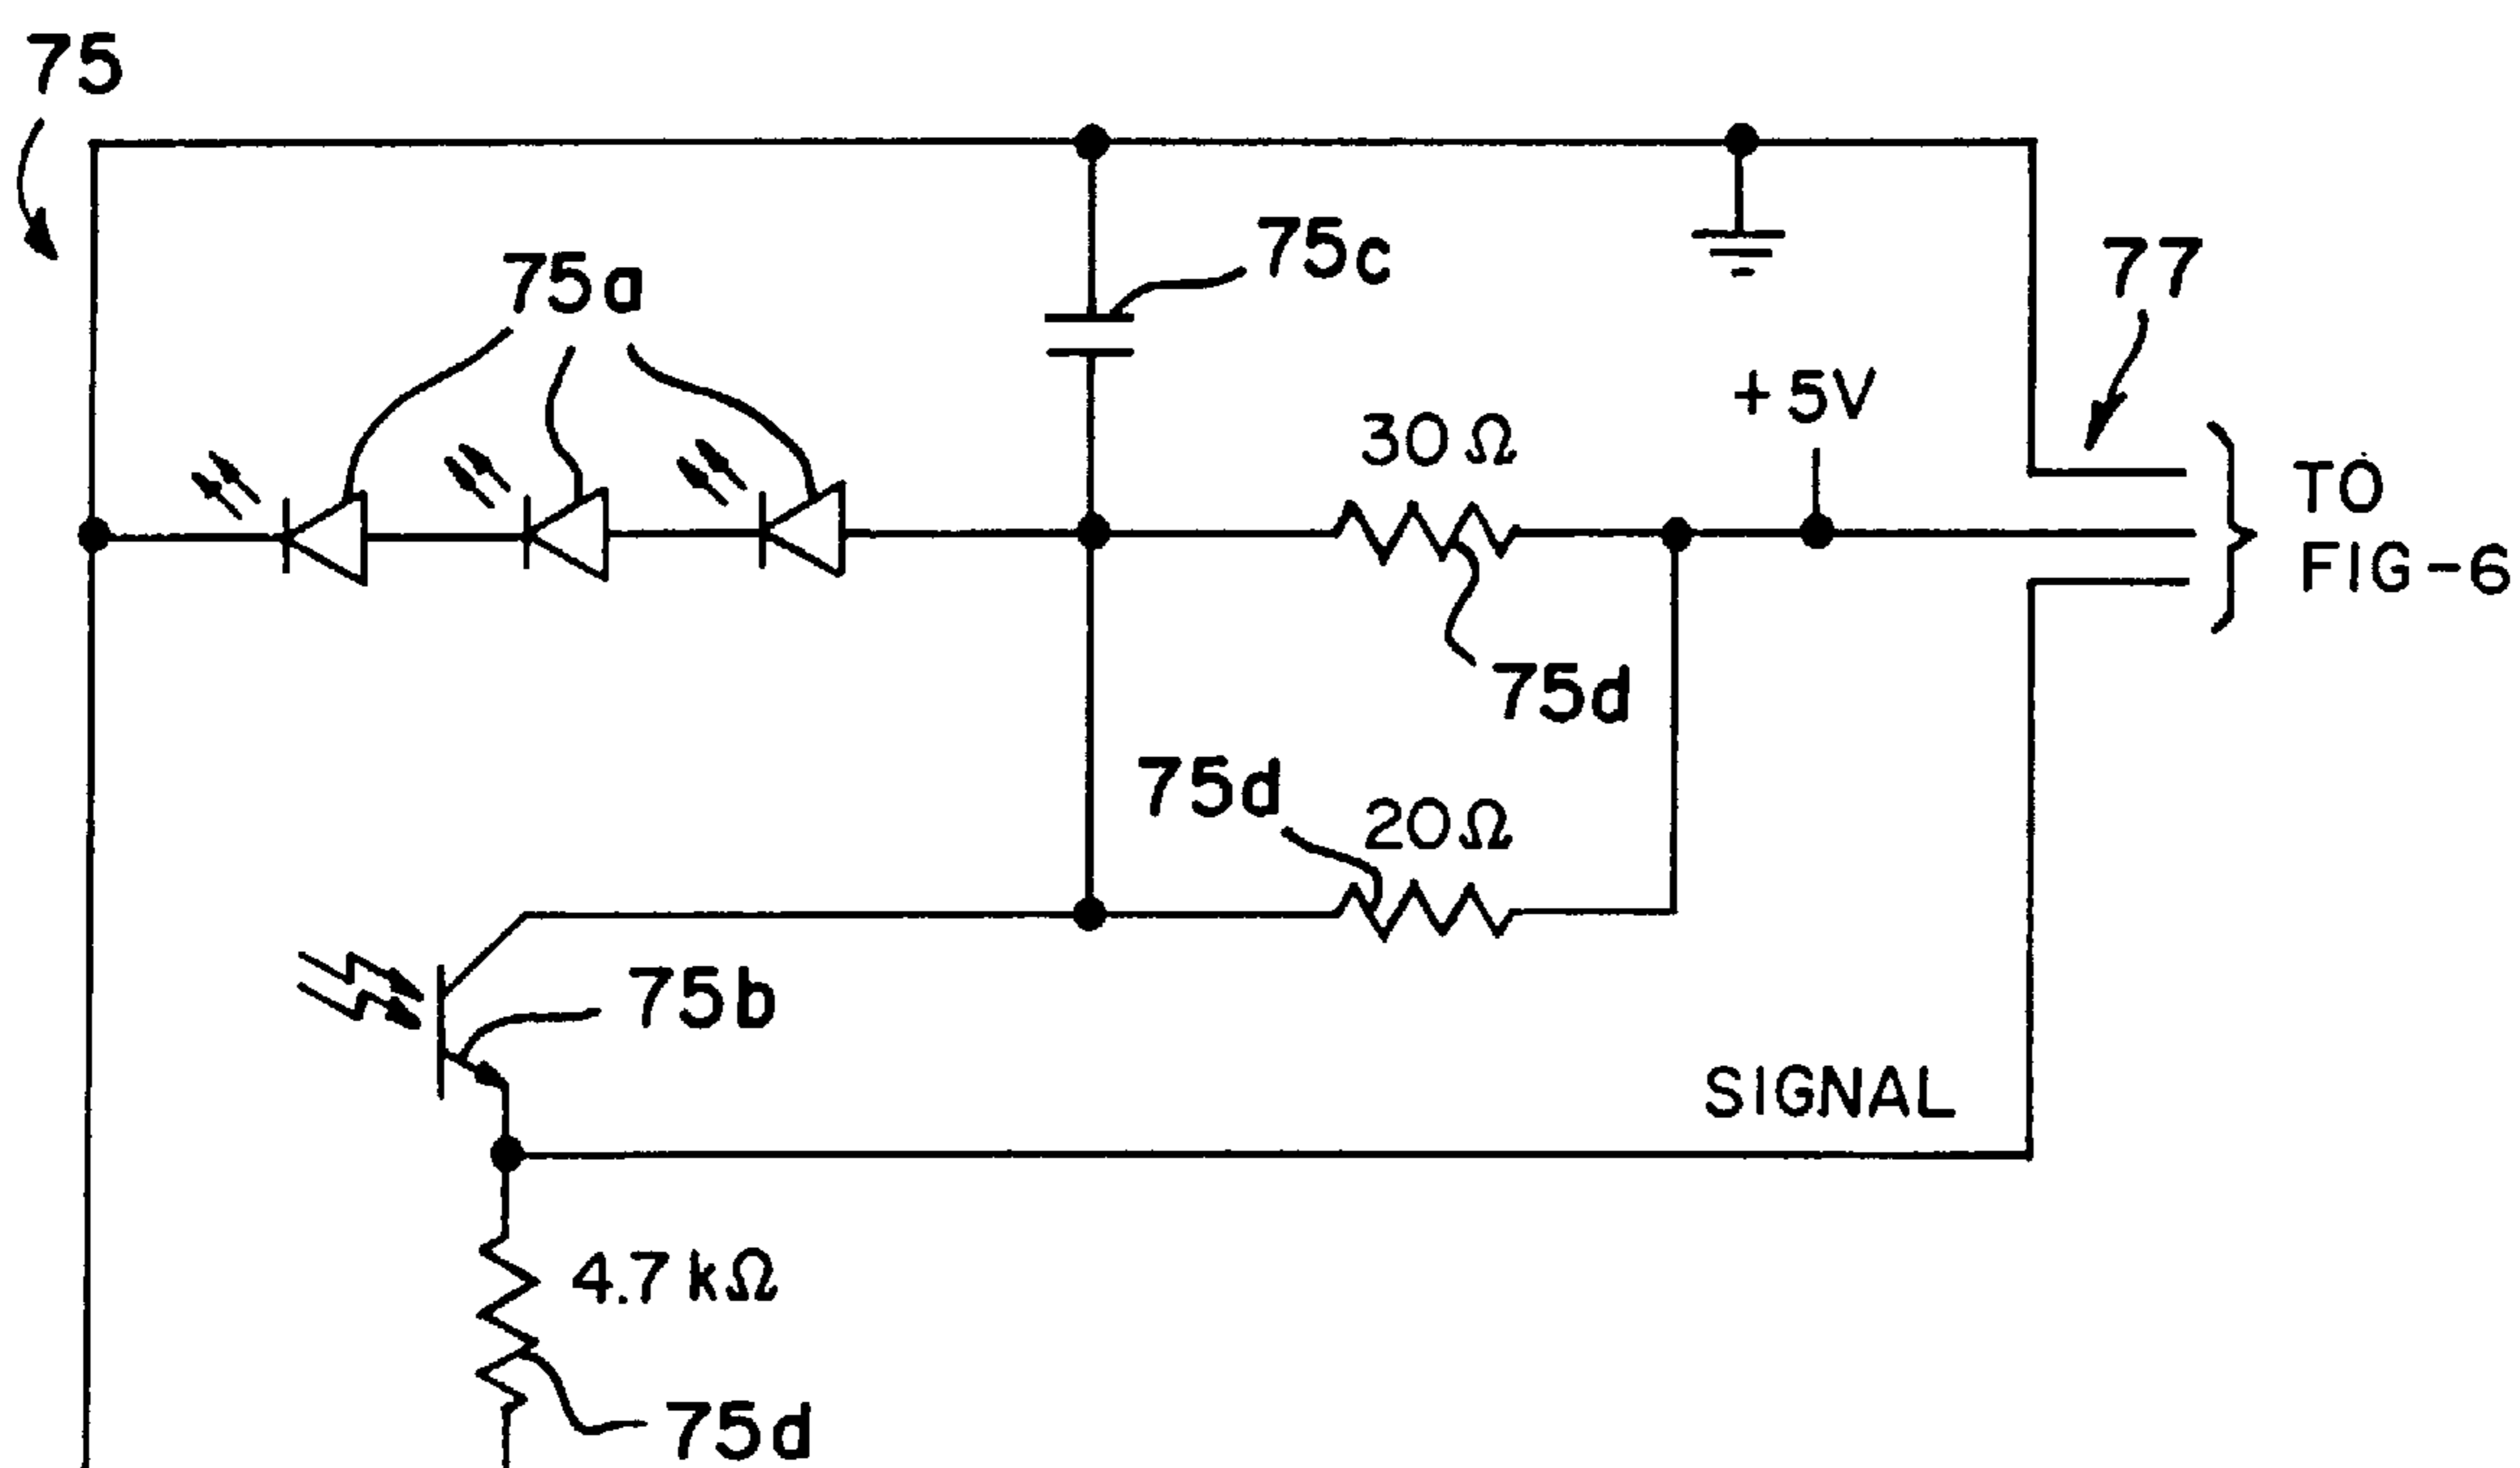 75
75a
75c
77
+5V
30Ω
TO
FIG-6
75d
75d
20Ω
75b
SIGNAL
4.7kΩ
75d